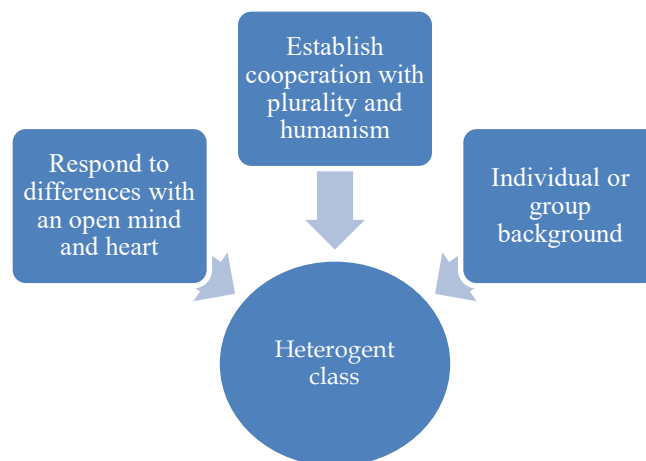 Establish
cooperation with
plurality and
humanism
Respond to
differences with
an open mind
and heart
Individual or
group
background
Heterogent
class